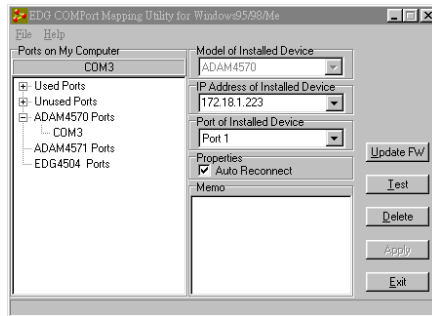 EDG COMPort Mapping Utility for Windows95/98/Me
File Help
Ports on My Computer
COM3
Used Ports
Unused Ports
ADAM4570 Ports
COM3
ADAM4571 Ports
EDG4504 Ports
Model of Installed Device
ADAM4570
IP Address of Installed Device
172.18.1.223
Port of Installed Device
Port 1
Properties
Auto Reconnect
Memo
Update FW
Test
Delete
Apply
Exit